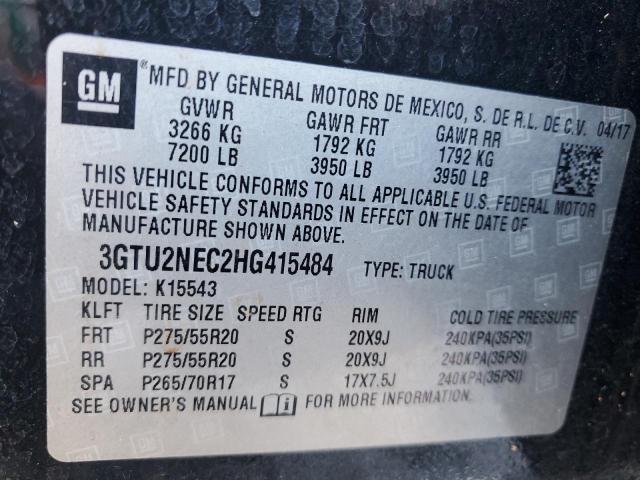 GM ®MFD BY GENERAL MOTORS DE MEXICO, S. DE R.L. DE C.V. 04/17
GVWR GAWR FRT GAWR RR
3266 KG 1792 KG 1792 KG
7200 LB 3950 LB 3950 LB
THIS VEHICLE CONFORMS TO ALL APPLICABLE U.S. FEDERAL MOTOR
VEHICLE SAFETY STANDARDS IN EFFECT ON THE DATE OF
MANUFACTURE SHOWN ABOVE.
3GTU2NEC2HG415484 TYPE: TRUCK
MODEL: K15543
KLFT TIRE SIZE SPEED RTG RIM COLD TIRE PRESSURE
FRT P275/55R20 S 20X9J 240KPA(35PSI)
RR P275/55R20 S 20X9J 240KPA(35PSI)
SPA P265/70R17 S 17X7.5J 240KPA(35PSI)
SEE OWNER'S MANUAL FOR MORE INFORMATION.